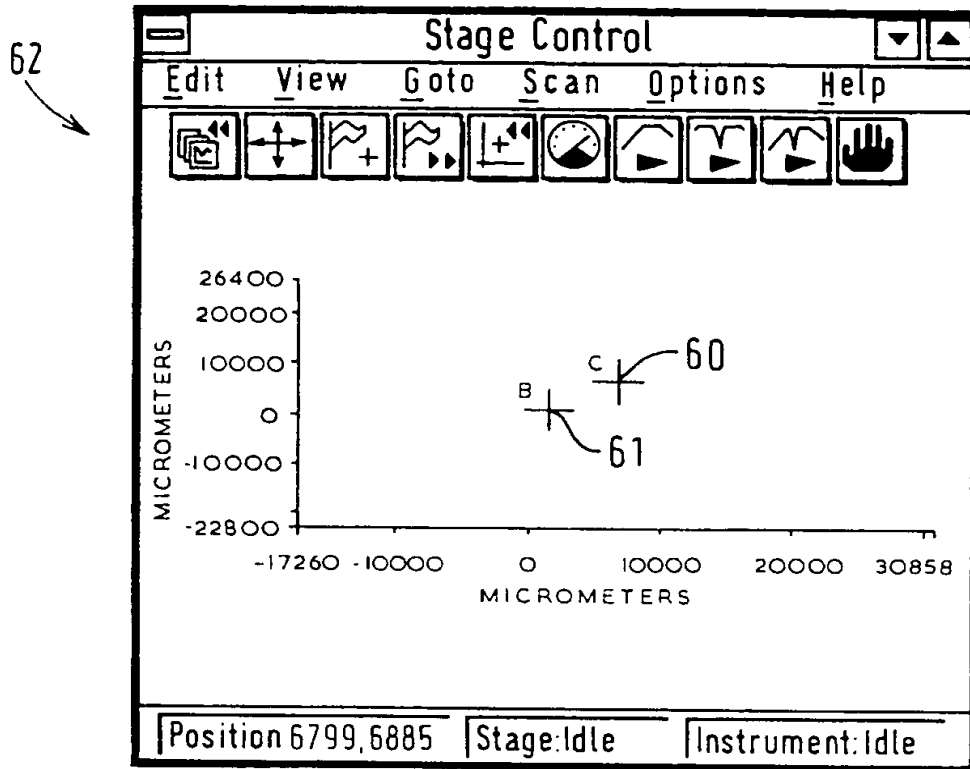 62
Stage Control
Edit View Goto Scan Options Help
26400
20000
10000
0
-10000
-22800
MICROMETERS
C
60
B
61
-17260 -10000 0 10000 20000 30858
MICROMETERS
Position 6799,6885 Stage:Idle Instrument: Idle